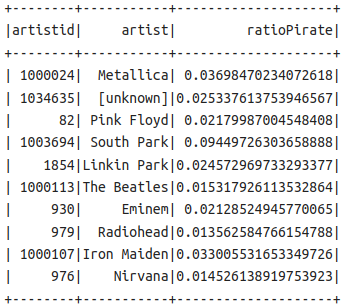 +--------+-----------+--------------------+
|artistid|     artist|         ratioPirate|
+--------+-----------+--------------------+
| 1000024|  Metallica| 0.03698470234072618|
| 1034635|  [unknown]|0.025337613753946567|
|      82| Pink Floyd| 0.02179987004548408|
| 1003694| South Park| 0.09449726303658888|
|    1854|Linkin Park|0.024572969733293377|
| 1000113|The Beatles|0.015317926113532864|
|     930|     Eminem| 0.02128524945770065|
|     979|  Radiohead|0.013562584766154788|
| 1000107|Iron Maiden|0.033005531653349726|
|     976|    Nirvana|0.014526138919753923|
+--------+-----------+--------------------+